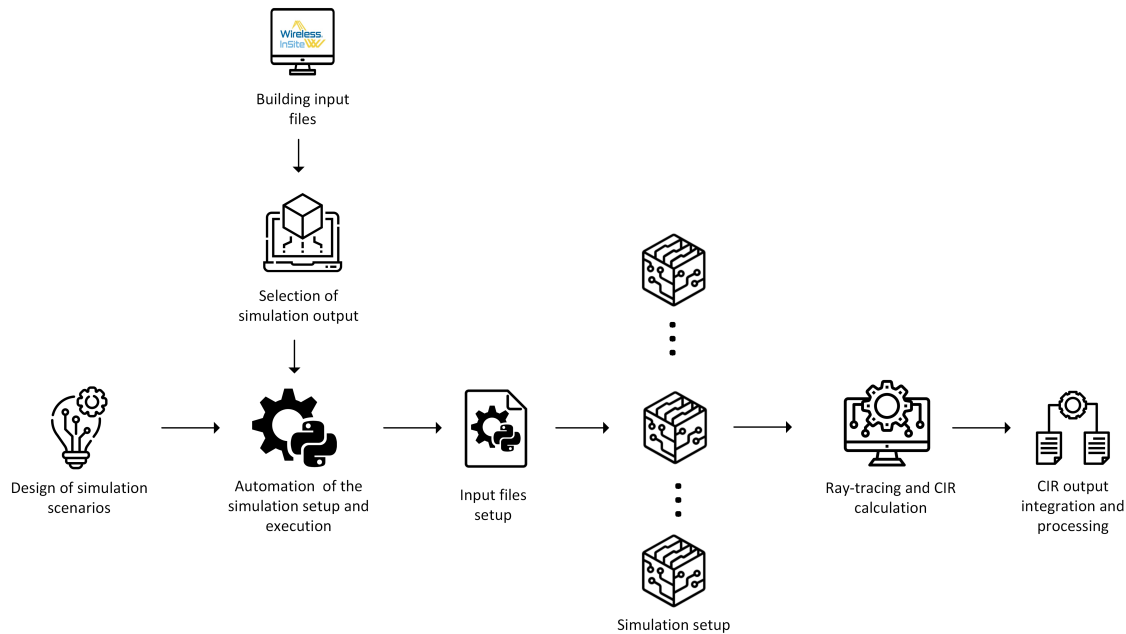 Wireless
InSite
Building input
files
Selection of
simulation output
Design of simulation
scenarios
Automation of the
simulation setup and
execution
Input files
setup
Simulation setup
Ray-tracing and CIR
calculation
CIR output
integration and
processing